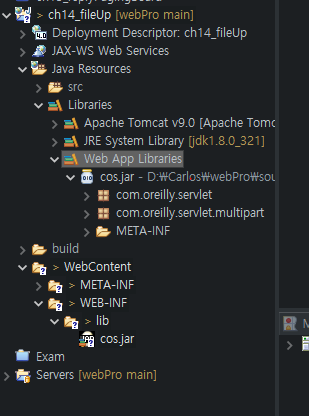 > ch14_fileUp [webPro main]
Deployment Descriptor: ch14_fileUp
JAX-WS Web Services
Java Resources
src
Libraries
Apache Tomcat v9.0 [Apache Tomc
JRE System Library [jdk1.8.0_321]
Web App Libraries
cos.jar - D:₩Carlos₩webPro₩sou
com.oreilly.servlet
com.oreilly.servlet.multipart
META-INF
build
> WebContent
> META-INF
> WEB-INF
> lib
cos.jar
Exam
> Servers [webPro main]